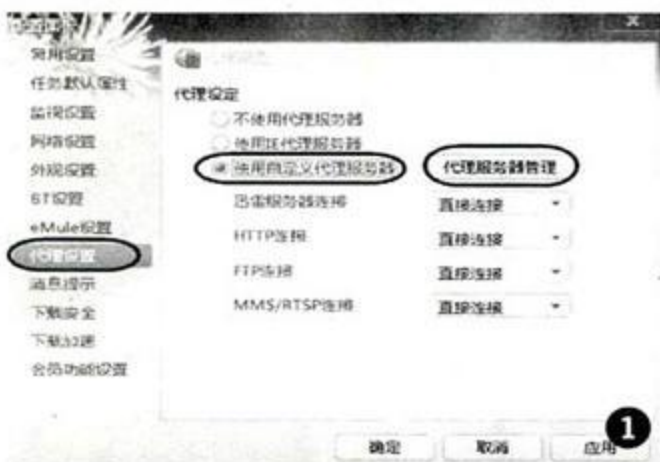 常用设置
任务默认属性
监视设置
网络设置
外观设置
BT设置
eMule设置
代理设置
消息提示
下载安全
下载加速
会员功能设置
代理设定
不使用代理服务器
使用IE代理服务器
使用自定义代理服务器 代理服务器管理
迅雷服务器连接 直接连接
HTTP连接 直接连接
FTP连接 直接连接
MMS/RTSP连接 直接连接
确定 取消 应用
1